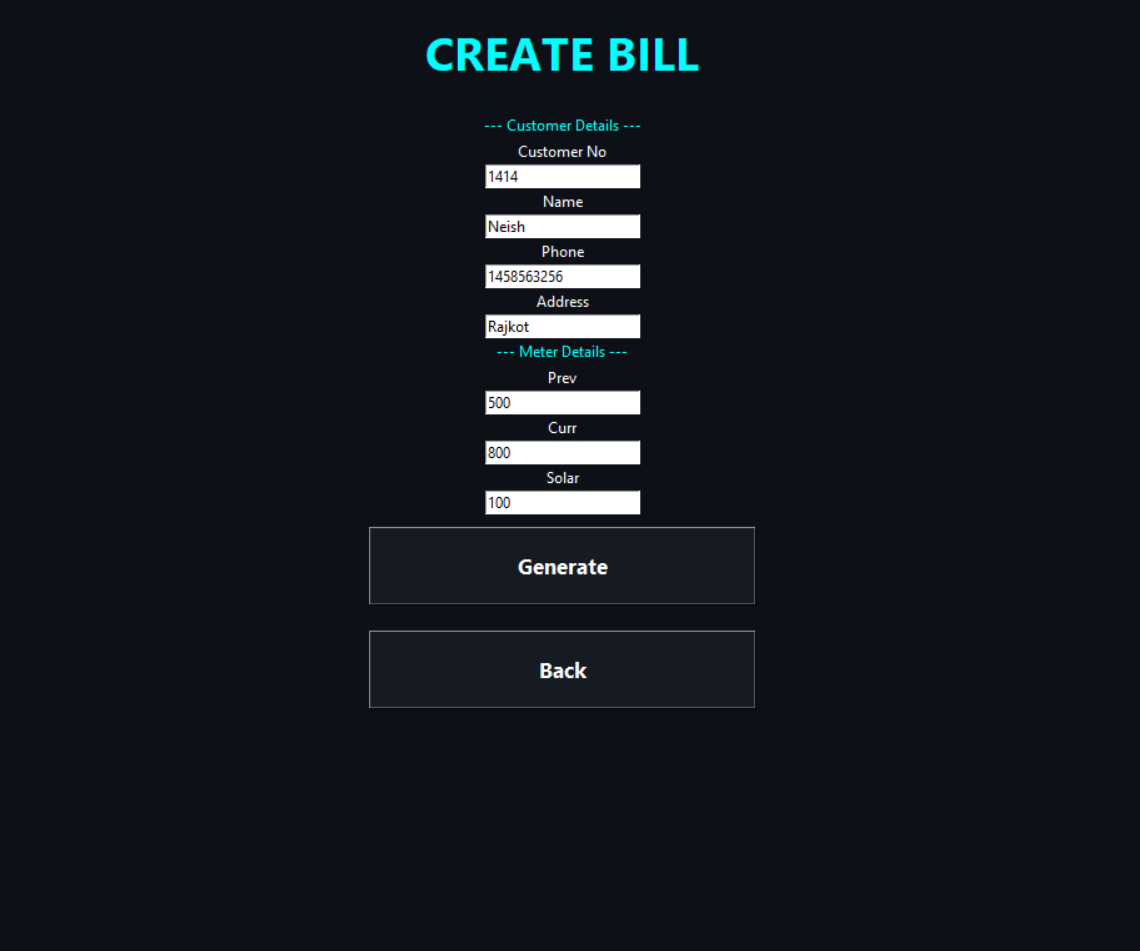 CREATE BILL
--- Customer Details ---
Customer No
1414
Name
Neish
Phone
1458563256
Address
Rajkot
--- Meter Details ---
Prev
500
Curr
800
Solar
100
Generate
Back